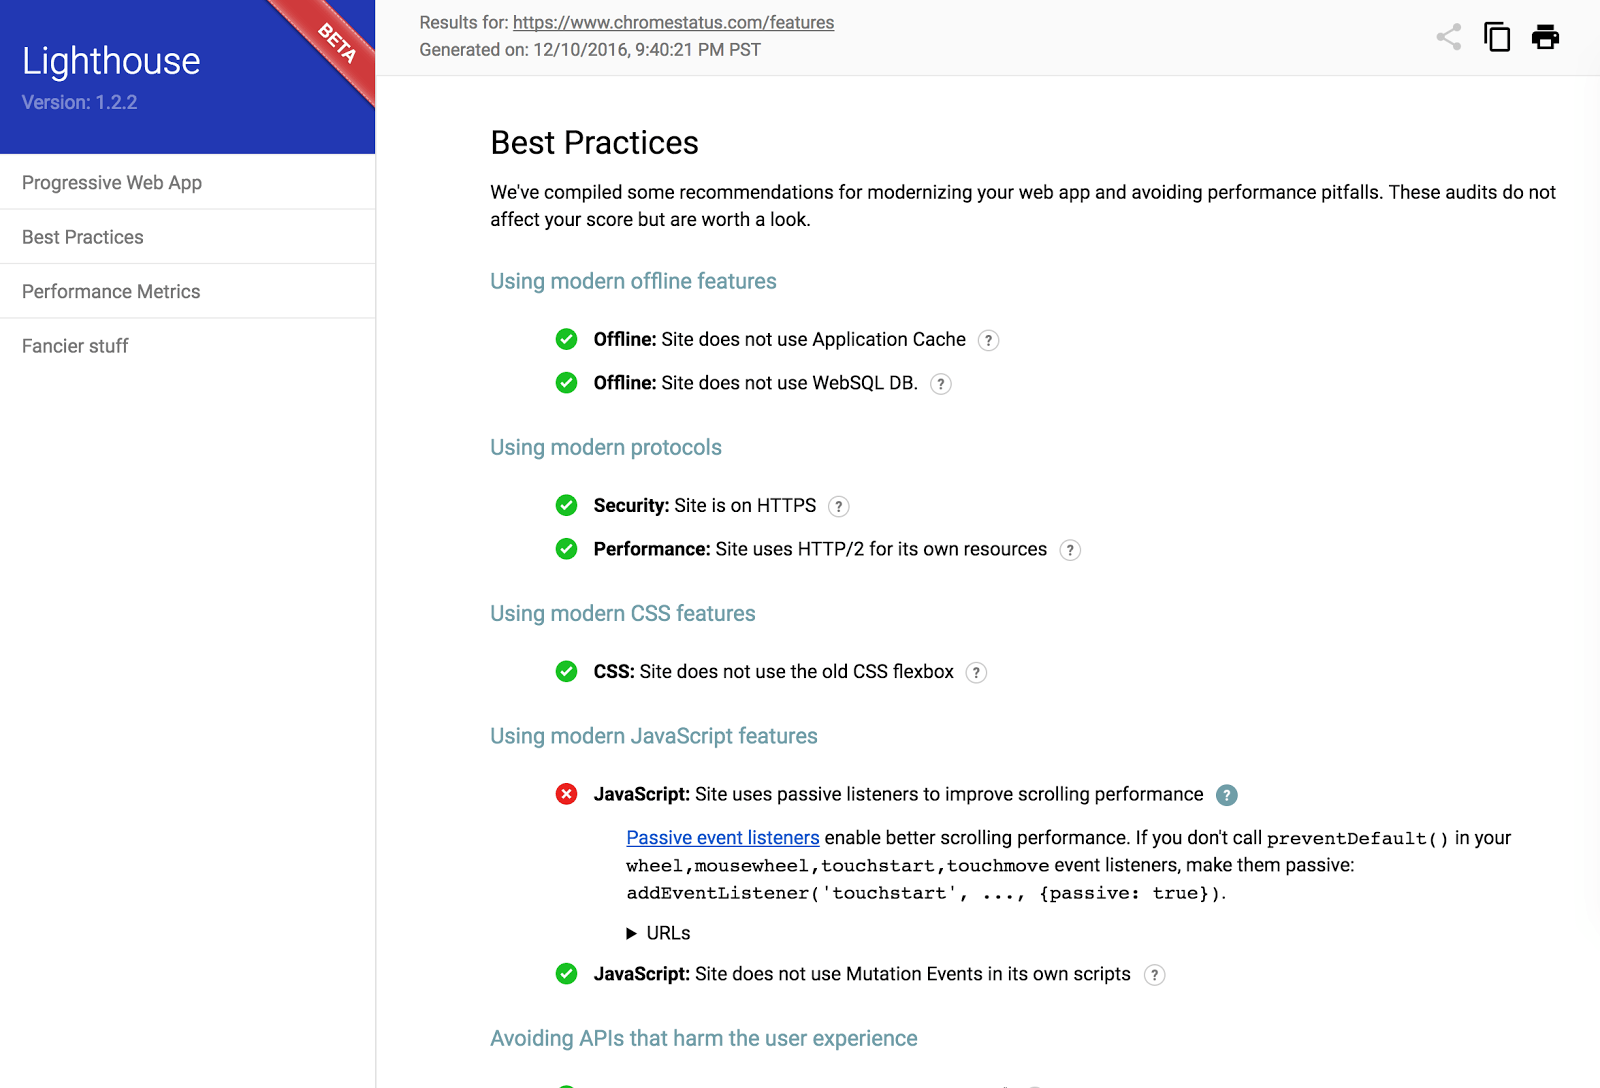 Lighthouse
BETA
Version: 1.2.2
Progressive Web App
Best Practices
Performance Metrics
Fancier stuff
Results for: https://www.chromestatus.com/features
Generated on: 12/10/2016, 9:40:21 PM PST
Best Practices
We've compiled some recommendations for modernizing your web app and avoiding performance pitfalls. These audits do not
affect your score but are worth a look.
Using modern offline features
Offline: Site does not use Application Cache ?
Offline: Site does not use WebSQL DB. ?
Using modern protocols
Security: Site is on HTTPS ?
Performance: Site uses HTTP/2 for its own resources ?
Using modern CSS features
CSS: Site does not use the old CSS flexbox ?
Using modern JavaScript features
JavaScript: Site uses passive listeners to improve scrolling performance ?
Passive event listeners enable better scrolling performance. If you don't call preventDefault() in your
wheel,mousewheel,touchstart,touchmove event listeners, make them passive:
addEventListener('touchstart', ..., {passive: true}).
▶ URLs
JavaScript: Site does not use Mutation Events in its own scripts ?
Avoiding APIs that harm the user experience